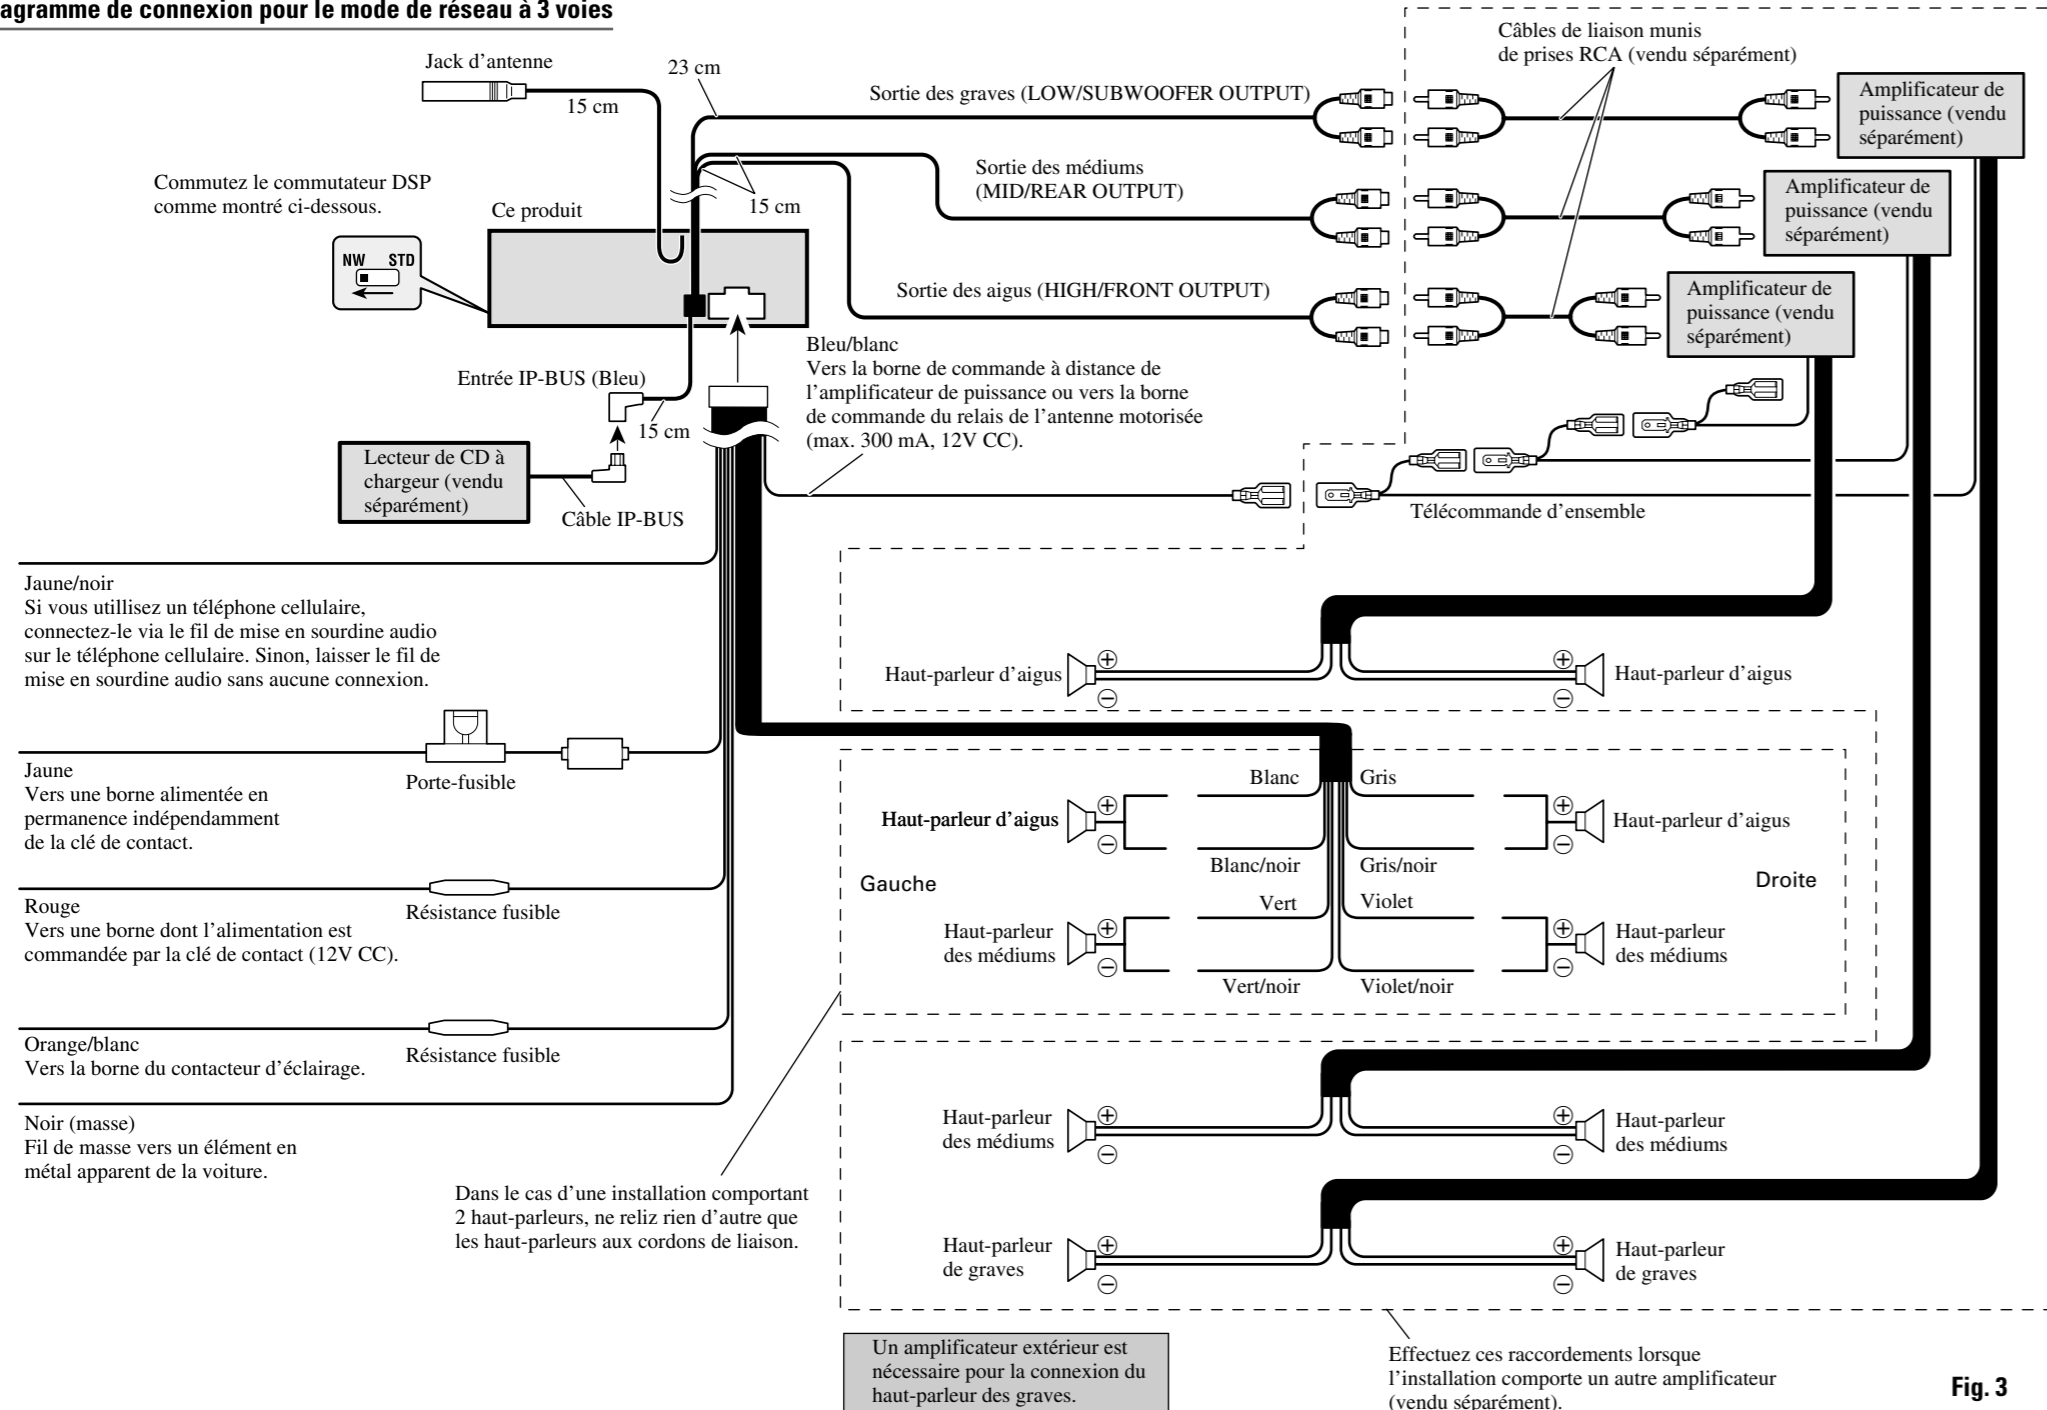 agramme de connexion pour le mode de réseau à 3 voies
Jack d'antenne
15 cm
23 cm
Sortie des graves (LOW/SUBWOOFER OUTPUT)
Câbles de liaison munis
de prises RCA (vendu séparément)
Amplificateur de
puissance (vendu
séparément)
Commutez le commutateur DSP
comme montré ci-dessous.
Ce produit
NW STD
15 cm
Sortie des médiums
(MID/REAR OUTPUT)
Amplificateur de
puissance (vendu
séparément)
Sortie des aigus (HIGH/FRONT OUTPUT)
Amplificateur de
puissance (vendu
séparément)
Entrée IP-BUS (Bleu)
15 cm
Bleu/blanc
Vers la borne de commande à distance de
l'amplificateur de puissance ou vers la borne
de commande du relais de l'antenne motorisée
(max. 300 mA, 12V CC).
Lecteur de CD à
chargeur (vendu
séparément)
Câble IP-BUS
Télécommande d'ensemble
Jaune/noir
Si vous utillisez un téléphone cellulaire,
connectez-le via le fil de mise en sourdine audio
sur le téléphone cellulaire. Sinon, laisser le fil de
mise en sourdine audio sans aucune connexion.
Haut-parleur d'aigus
⊕
⊖
⊕
⊖
Haut-parleur d'aigus
Jaune
Vers une borne alimentée en
permanence indépendamment
de la clé de contact.
Porte-fusible
Blanc
Gris
Haut-parleur d'aigus
⊕
⊖
⊕
⊖
Haut-parleur d'aigus
Blanc/noir
Gris/noir
Gauche
Droite
Rouge
Vers une borne dont l'alimentation est
commandée par la clé de contact (12V CC).
Résistance fusible
Vert
Violet
Haut-parleur
des médiums
⊕
⊖
⊕
⊖
Haut-parleur
des médiums
Vert/noir
Violet/noir
Orange/blanc
Vers la borne du contacteur d'éclairage.
Résistance fusible
Noir (masse)
Fil de masse vers un élément en
métal apparent de la voiture.
Haut-parleur
des médiums
⊕
⊖
⊕
⊖
Haut-parleur
des médiums
Dans le cas d'une installation comportant
2 haut-parleurs, ne reliz rien d'autre que
les haut-parleurs aux cordons de liaison.
Haut-parleur
de graves
⊕
⊖
⊕
⊖
Haut-parleur
de graves
Un amplificateur extérieur est
nécessaire pour la connexion du
haut-parleur des graves.
Effectuez ces raccordements lorsque
l'installation comporte un autre amplificateur
(vendu séparément).
Fig. 3